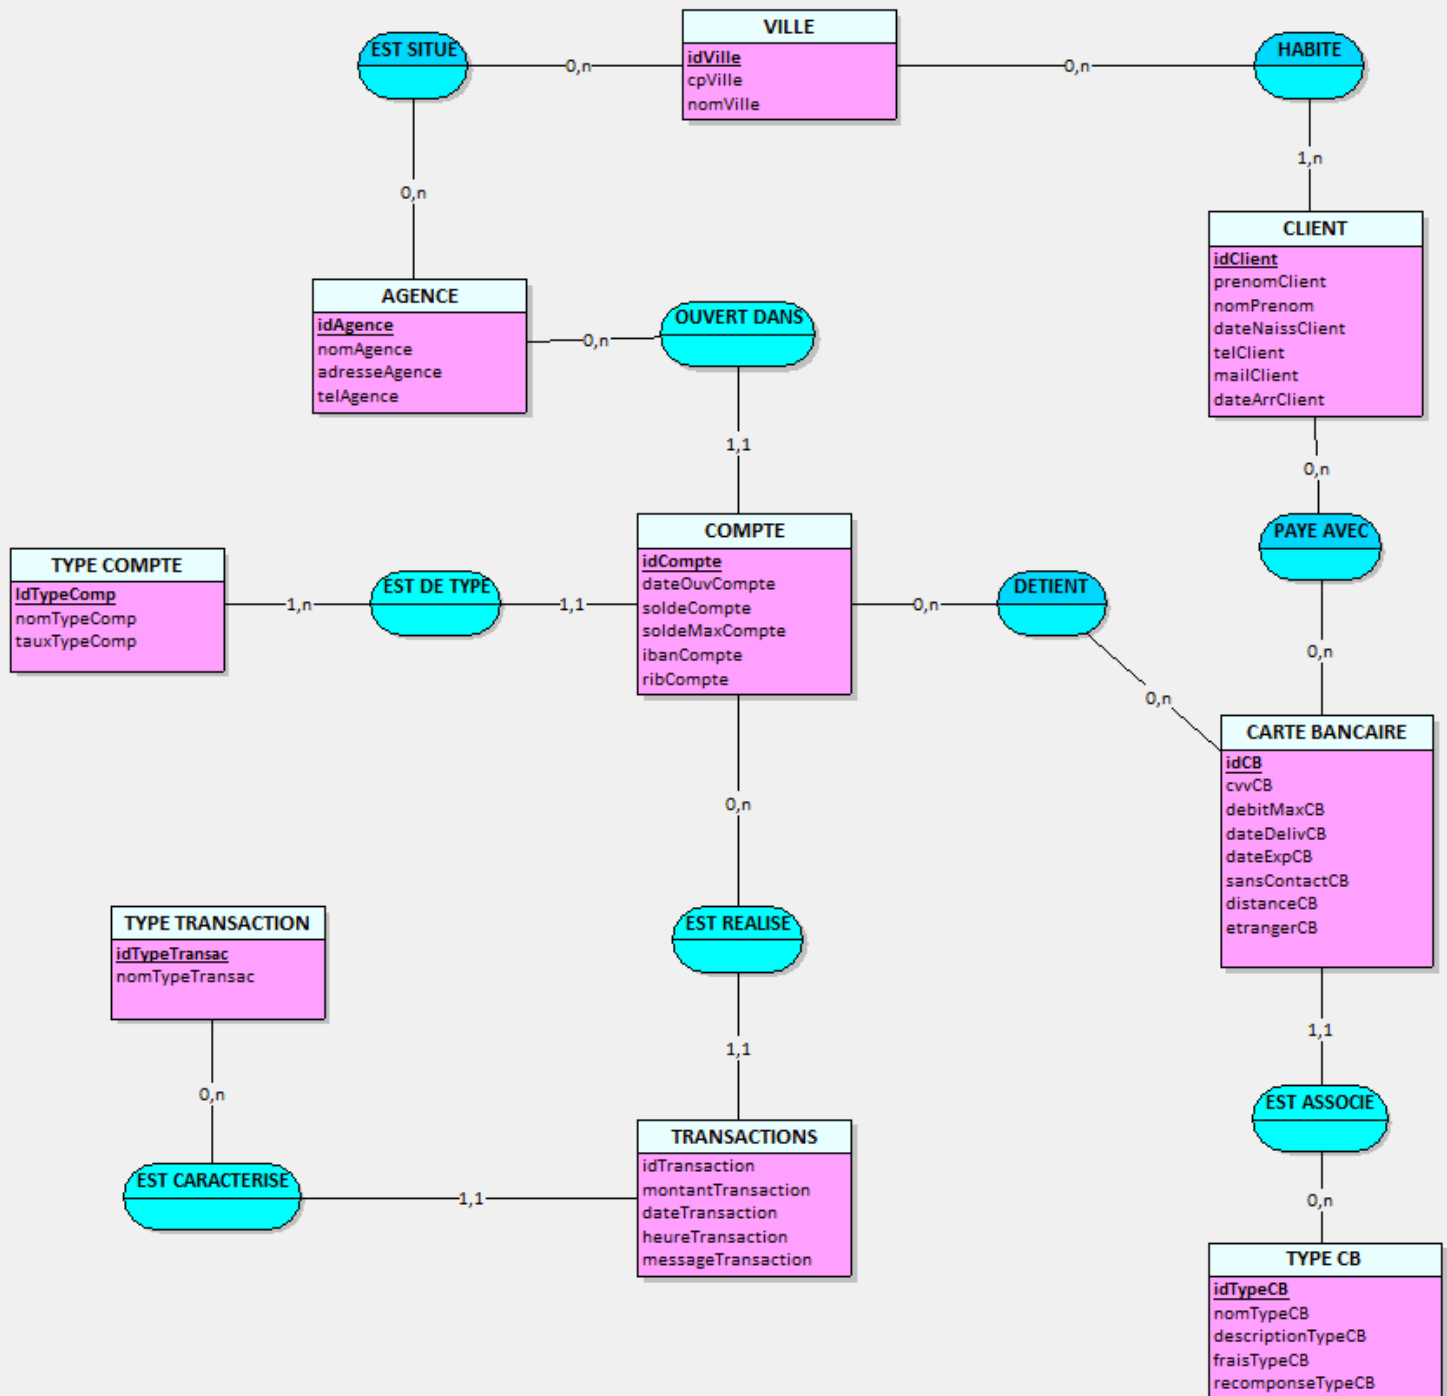 VILLE
idVille
cpVille
nomVille
EST SITUE
0,n
0,n
HABITE
0,n
1,n
CLIENT
idClient
prenomClient
nomPrenom
dateNaissClient
telClient
mailClient
dateArrClient
AGENCE
idAgence
nomAgence
adresseAgence
telAgence
0,n
OUVERT DANS
1,1
0,n
PAYE AVEC
0,n
COMPTE
idCompte
dateOuvCompte
soldeCompte
soldeMaxCompte
ibanCompte
ribCompte
TYPE COMPTE
IdTypeComp
nomTypeComp
tauxTypeComp
1,n
EST DE TYPE
1,1
0,n
DETIENT
0,n
CARTE BANCAIRE
idCB
cvvCB
debitMaxCB
dateDelivCB
dateExpCB
sansContactCB
distanceCB
etrangerCB
0,n
EST REALISE
1,1
TYPE TRANSACTION
idTypeTransac
nomTypeTransac
0,n
EST CARACTERISE
1,1
TRANSACTIONS
idTransaction
montantTransaction
dateTransaction
heureTransaction
messageTransaction
1,1
EST ASSOCIE
0,n
TYPE CB
idTypeCB
nomTypeCB
descriptionTypeCB
fraisTypeCB
recomponseTypeCB